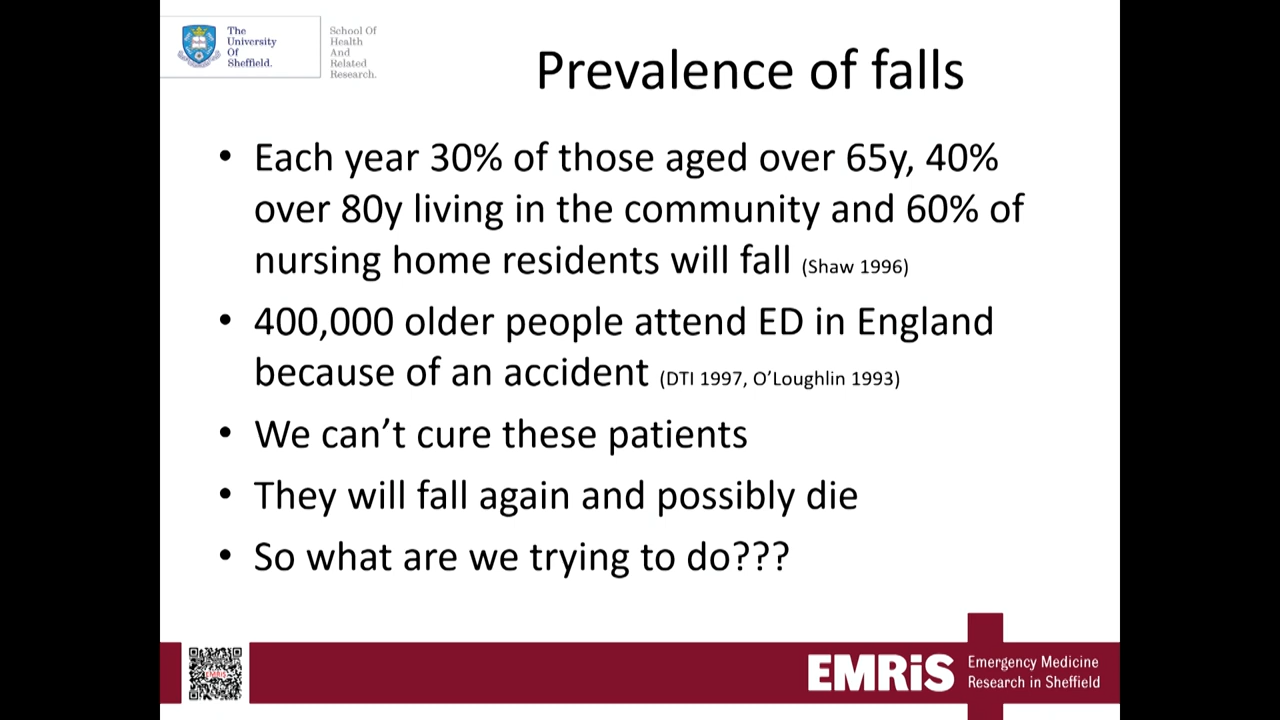 The
University
Of
Sheffield.
School Of
Health
And
Related
Research.
Prevalence of falls
• Each year 30% of those aged over 65y, 40%
over 80y living in the community and 60% of
nursing home residents will fall (Shaw 1996)
• 400,000 older people attend ED in England
because of an accident (DTI 1997, O’Loughlin 1993)
• We can’t cure these patients
• They will fall again and possibly die
• So what are we trying to do???
EMRiS
EMRiS
Emergency Medicine
Research in Sheffield